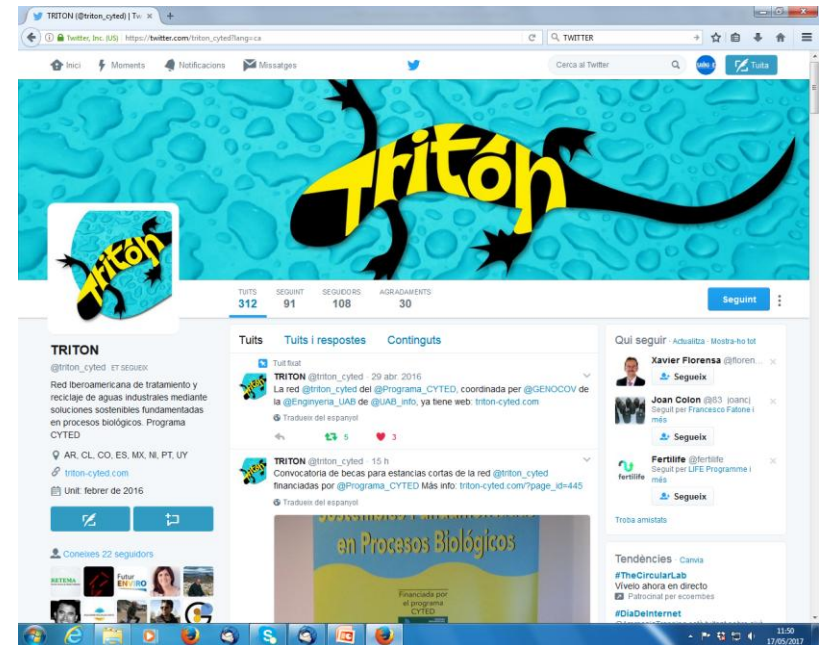 TRITON (@triton_cyted) | Tw
Twitter, Inc. (US)
https://twitter.com/triton_cyted?lang=ca
TWITTER
Inici
Moments
Notificacions
Missatges
Cerca al Twitter
Tuita
Tritón
Tritón
TUITS
312
SEGUINT
91
SEGUIDORS
108
AGRADAMENTS
30
Seguint
TRITON
@triton_cyted ET SEGUEIX
Red Iberoamericana de tratamiento y
reciclaje de aguas industriales mediante
soluciones sostenibles fundamentadas
en procesos biológicos. Programa
CYTED
AR, CL, CO, ES, MX, NI, PT, UY
triton-cyted.com
Unit: febrer de 2016
Coneixes 22 seguidors
RETEMA
Futur
ENVIRO
Tuits
Tuits i respostes
Continguts
Tuit fixat
TRITON @triton_cyted · 29 abr. 2016
La red @triton_cyted del @Programa_CYTED, coordinada per @GENOCOV de
la @Enginyeria_UAB de @UAB_info, ya tiene web: triton-cyted.com
Tradueix del espanyol
5
3
TRITON @triton_cyted · 15 h
Convocatoria de becas para estancias cortas de la red @triton_cyted
financiadas por @Programa_CYTED Más info: triton-cyted.com/?page_id=445
Tradueix del espanyol
Sostenibles Fundamentadas
en Procesos Biológicos
Financiada por
el programa
CYTED
Qui seguir · Actualitza · Mostra-ho tot
Xavier Florensa @floren...
Segueix
Joan Colon @83_joancj
Seguit per Francesco Fatone i
més
Segueix
Fertilife @fertilife
Seguit per LIFE Programme i
més
fertilife
Segueix
Troba amistats
Tendències · Canvia
#TheCircularLab
Vívelo ahora en directo
Patrocinat per ecoembes
#DiaDeInternet
11:50
17/05/2017